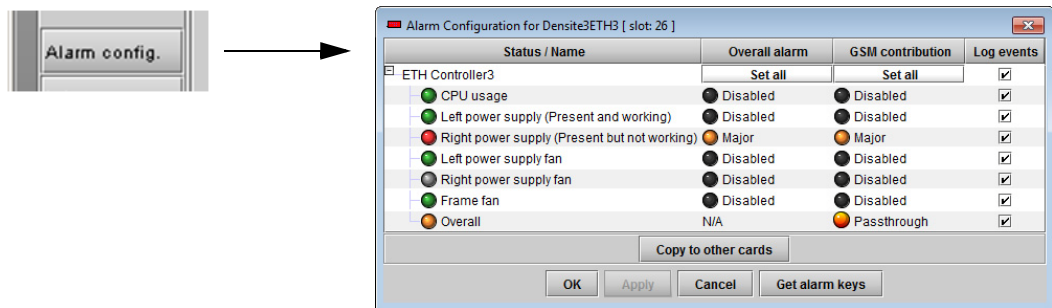 Alarm config.
Alarm Configuration for Densite3ETH3 [ slot: 26 ]
Status / Name Overall alarm GSM contribution Log events
ETH Controller3 Set all Set all
CPU usage Disabled Disabled
Left power supply (Present and working) Disabled Disabled
Right power supply (Present but not working) Major Major
Left power supply fan Disabled Disabled
Right power supply fan Disabled Disabled
Frame fan Disabled Disabled
Overall N/A Passthrough
Copy to other cards
OK Apply Cancel Get alarm keys